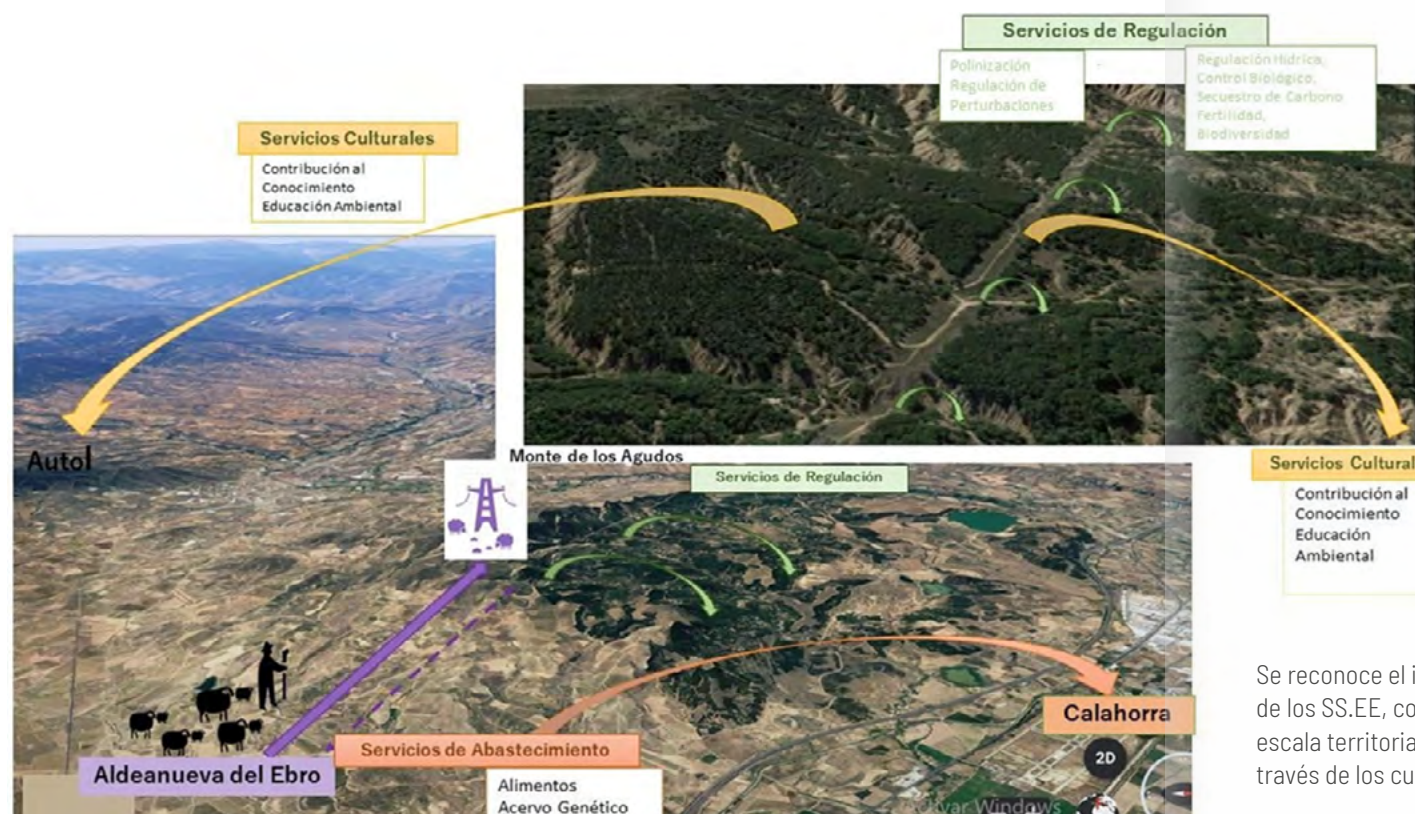 Servicios de Regulación
Polinización
Regulación de
Perturbaciones
Regulación Hídrica,
Control Biológico,
Secuestro de Carbono
Fertilidad,
Biodiversidad
Servicios Culturales
Contribución al
Conocimiento
Educación Ambiental
Autol
Monte de los Agudos
Servicios de Regulación
Servicios Cultural
Contribución al
Conocimiento
Educación
Ambiental
Calahorra
2D
Servicios de Abastecimiento
Aldeanueva del Ebro
Alimentos
Acervo Genético
Windows
Se reconoce el i
de los SS.EE, co
escala territoria
través de los cu